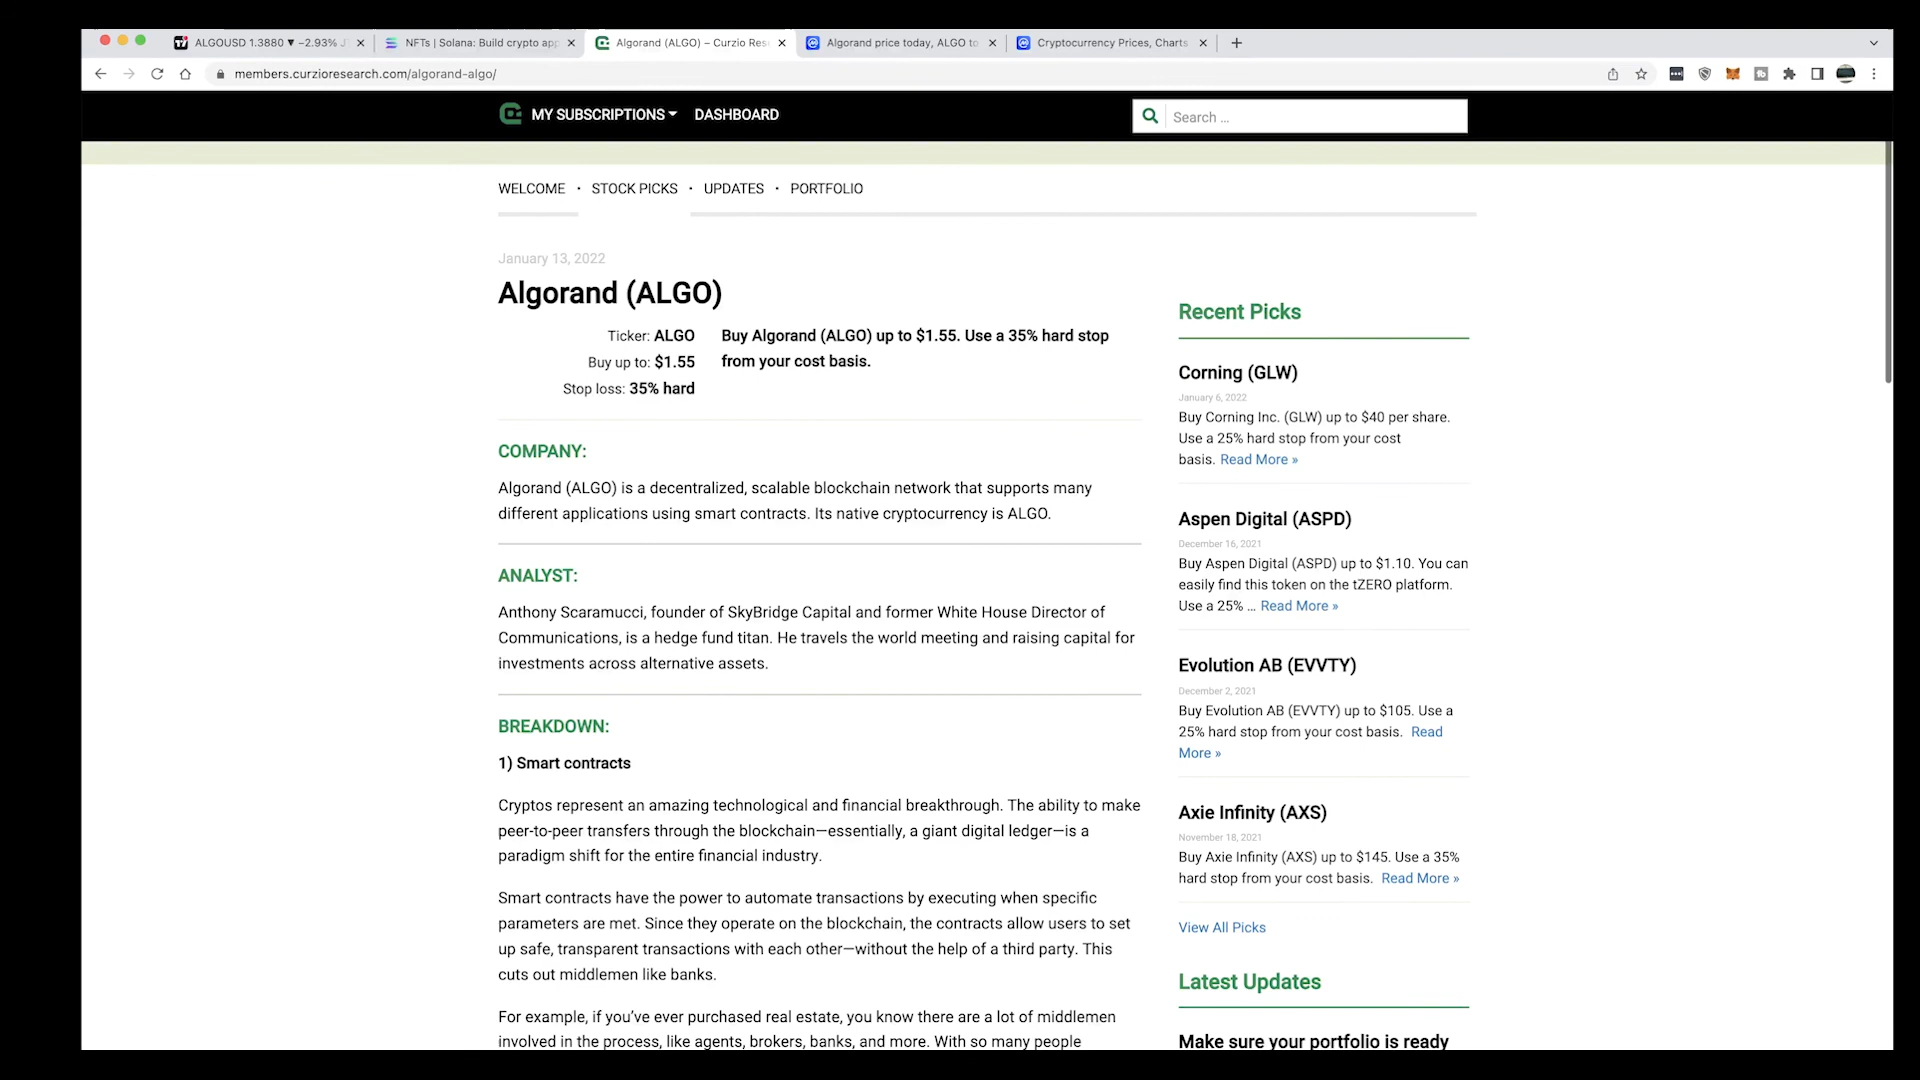 ALGOUSD 1.3880 ▼ −2.93%
NFTs | Solana: Build crypto app
Algorand (ALGO) – Curzio Res
Algorand price today, ALGO to
Cryptocurrency Prices, Charts
members.curzioresearch.com/algorand-algo/
MY SUBSCRIPTIONS
DASHBOARD
Search ...
WELCOME · STOCK PICKS · UPDATES · PORTFOLIO
January 13, 2022
Algorand (ALGO)
Ticker: ALGO
Buy up to: $1.55
Stop loss: 35% hard
Buy Algorand (ALGO) up to $1.55. Use a 35% hard stop
from your cost basis.
COMPANY:
Algorand (ALGO) is a decentralized, scalable blockchain network that supports many
different applications using smart contracts. Its native cryptocurrency is ALGO.
ANALYST:
Anthony Scaramucci, founder of SkyBridge Capital and former White House Director of
Communications, is a hedge fund titan. He travels the world meeting and raising capital for
investments across alternative assets.
BREAKDOWN:
1) Smart contracts
Cryptos represent an amazing technological and financial breakthrough. The ability to make
peer-to-peer transfers through the blockchain—essentially, a giant digital ledger—is a
paradigm shift for the entire financial industry.
Smart contracts have the power to automate transactions by executing when specific
parameters are met. Since they operate on the blockchain, the contracts allow users to set
up safe, transparent transactions with each other—without the help of a third party. This
cuts out middlemen like banks.
For example, if you’ve ever purchased real estate, you know there are a lot of middlemen
involved in the process, like agents, brokers, banks, and more. With so many people
Recent Picks
Corning (GLW)
January 6, 2022
Buy Corning Inc. (GLW) up to $40 per share.
Use a 25% hard stop from your cost
basis. Read More »
Aspen Digital (ASPD)
December 16, 2021
Buy Aspen Digital (ASPD) up to $1.10. You can
easily find this token on the tZERO platform.
Use a 25% ... Read More »
Evolution AB (EVVTY)
December 2, 2021
Buy Evolution AB (EVVTY) up to $105. Use a
25% hard stop from your cost basis. Read
More »
Axie Infinity (AXS)
November 18, 2021
Buy Axie Infinity (AXS) up to $145. Use a 35%
hard stop from your cost basis. Read More »
View All Picks
Latest Updates
Make sure your portfolio is ready